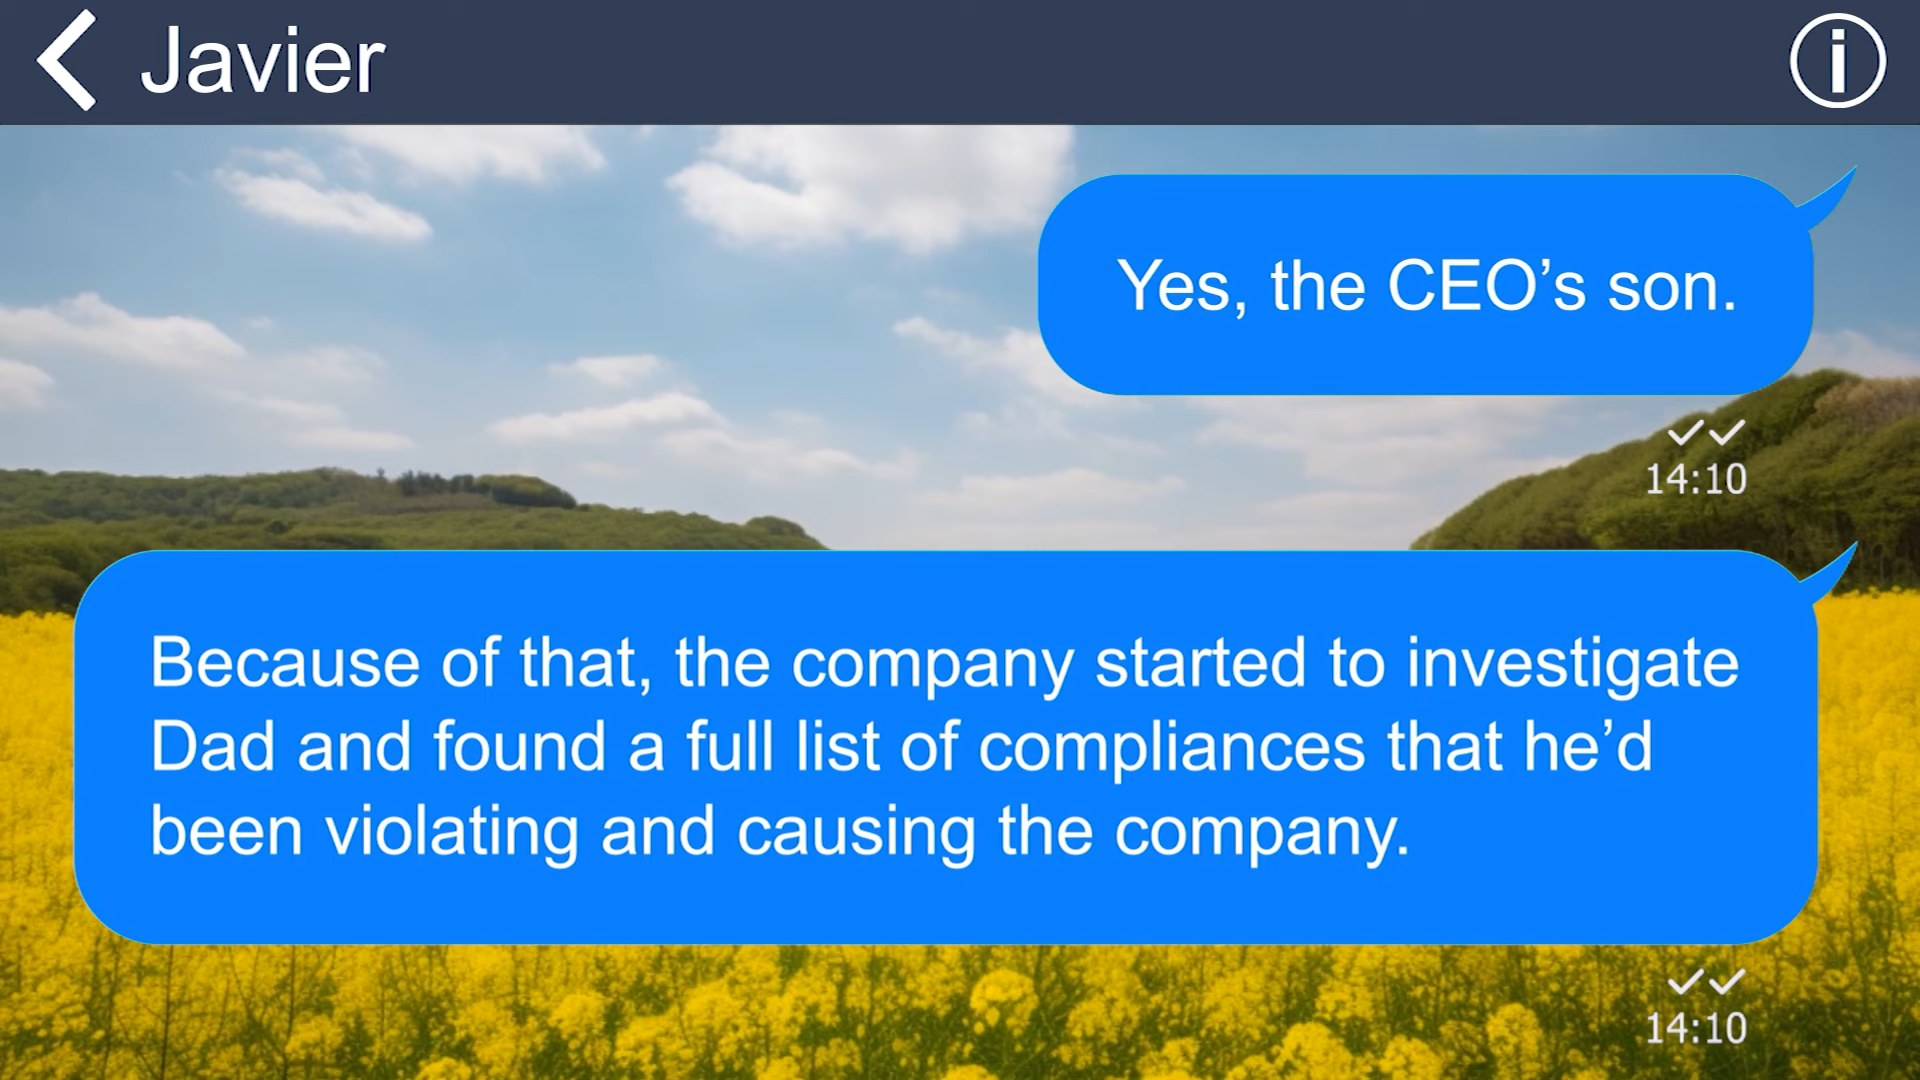 Javier
Yes, the CEO’s son.
14:10
Because of that, the company started to investigate
Dad and found a full list of compliances that he’d
been violating and causing the company.
14:10